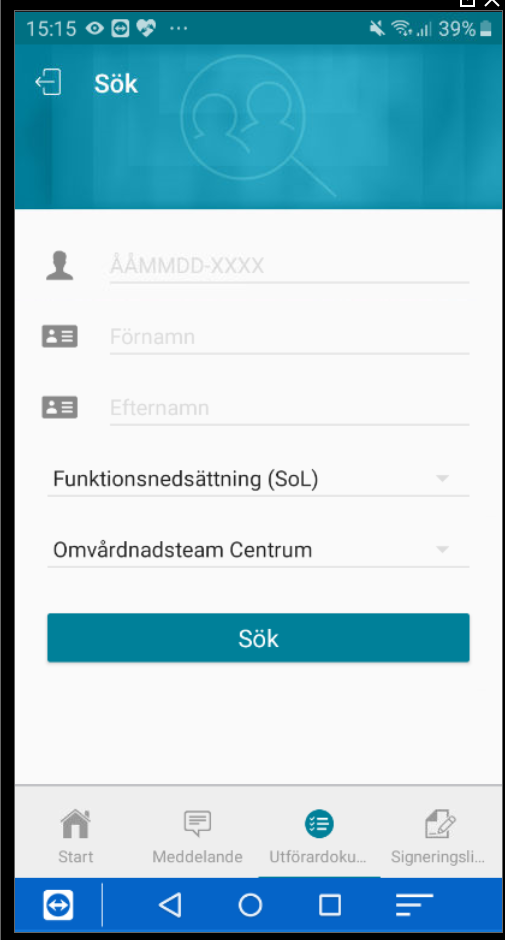 15:15 ... 39%
Sök
ÅÅMMDD-XXXX
Förnamn
Efternamn
Funktionsnedsättning (SoL)
Omvårdnadsteam Centrum
Sök
Start Meddelande Utförardoku... Signeringsli...